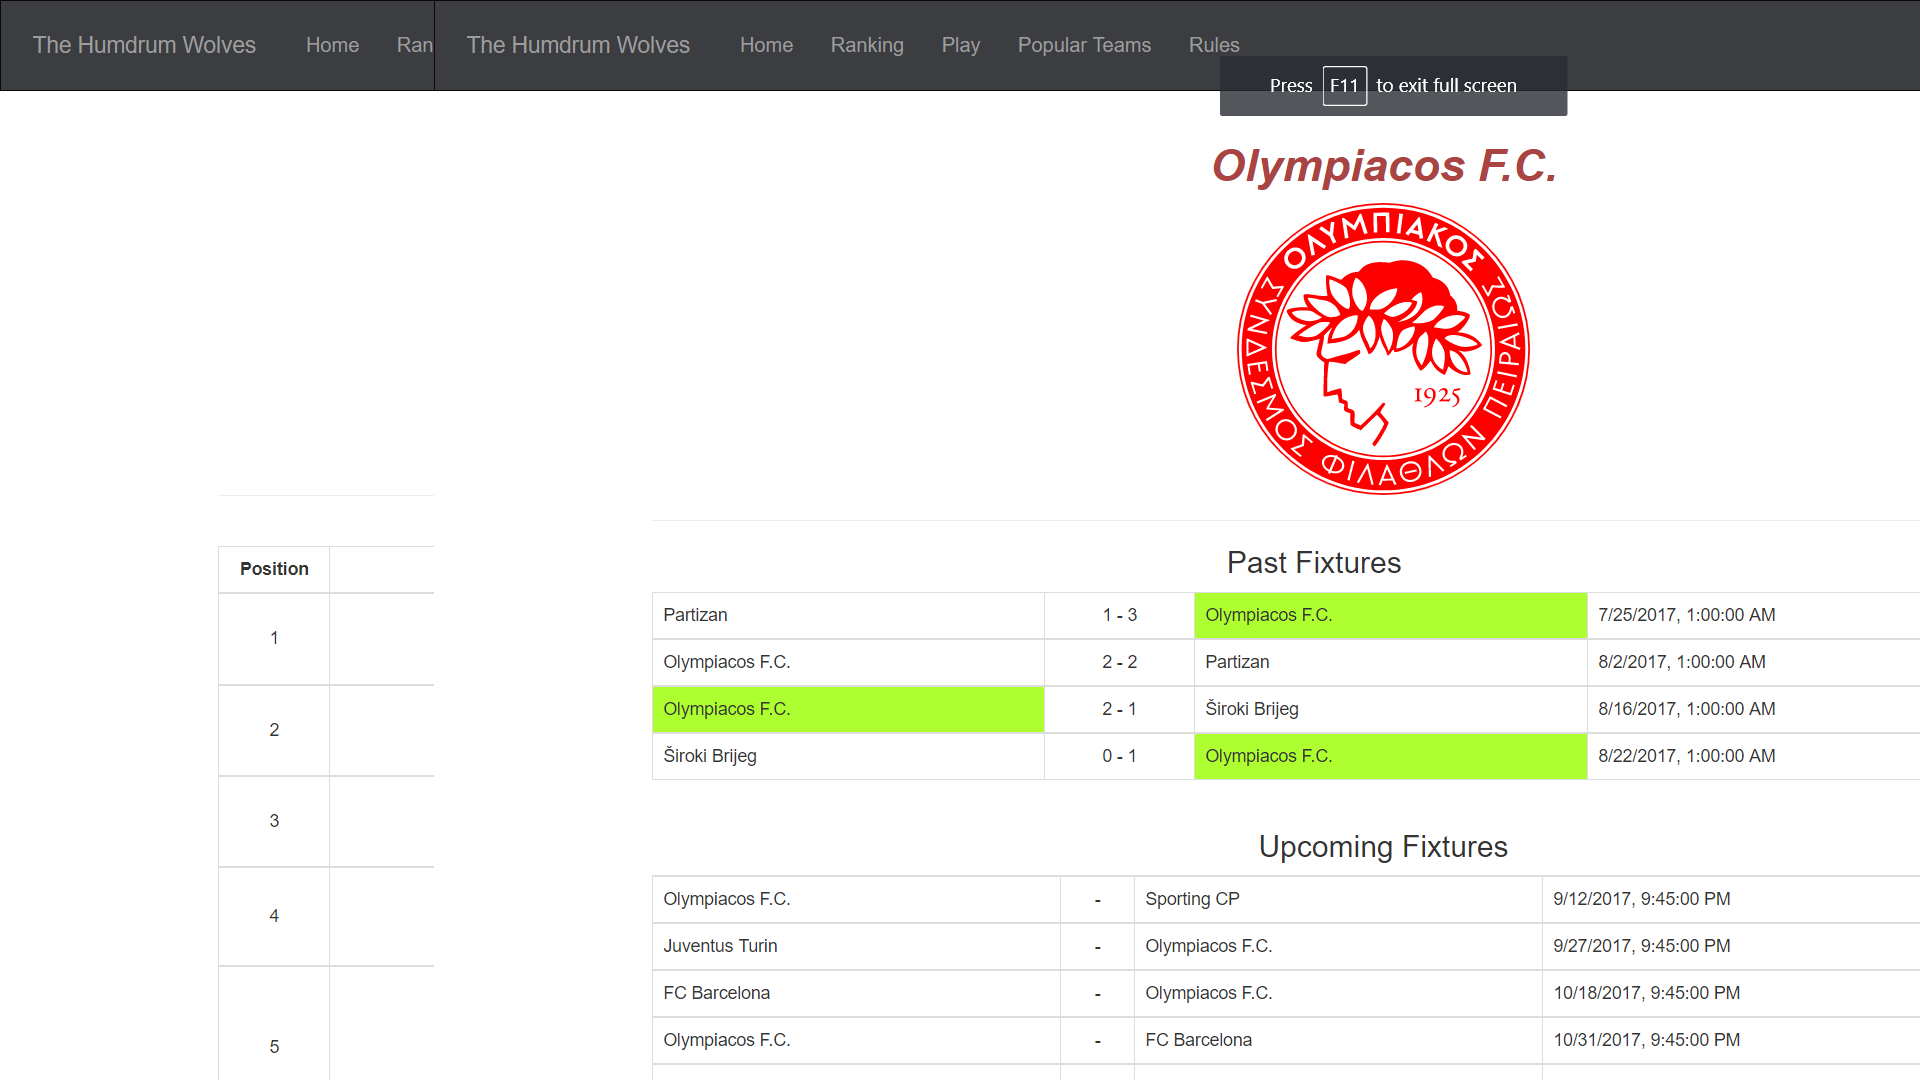 The Humdrum Wolves Home Ran
The Humdrum Wolves Home Ranking Play Popular Teams Rules
Press F11 to exit full screen
Olympiacos F.C.
ΟΛΥΜΠΙΑΚΟΣ
ΣΥΝΔΕΣΜΟΣ ΦΙΛΑΘΛΩΝ ΠΕΙΡΑΙΩΣ
1925
Position
1
2
3
4
5
Past Fixtures
Partizan 1 - 3 Olympiacos F.C. 7/25/2017, 1:00:00 AM
Olympiacos F.C. 2 - 2 Partizan 8/2/2017, 1:00:00 AM
Olympiacos F.C. 2 - 1 Široki Brijeg 8/16/2017, 1:00:00 AM
Široki Brijeg 0 - 1 Olympiacos F.C. 8/22/2017, 1:00:00 AM
Upcoming Fixtures
Olympiacos F.C. - Sporting CP 9/12/2017, 9:45:00 PM
Juventus Turin - Olympiacos F.C. 9/27/2017, 9:45:00 PM
FC Barcelona - Olympiacos F.C. 10/18/2017, 9:45:00 PM
Olympiacos F.C. - FC Barcelona 10/31/2017, 9:45:00 PM